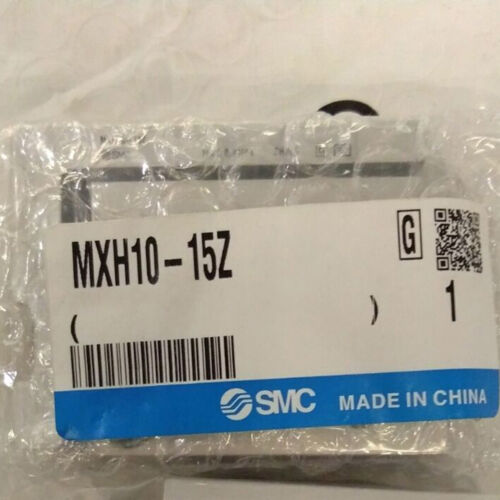 MXH10-15Z
G
( ) 1
SMC MADE IN CHINA